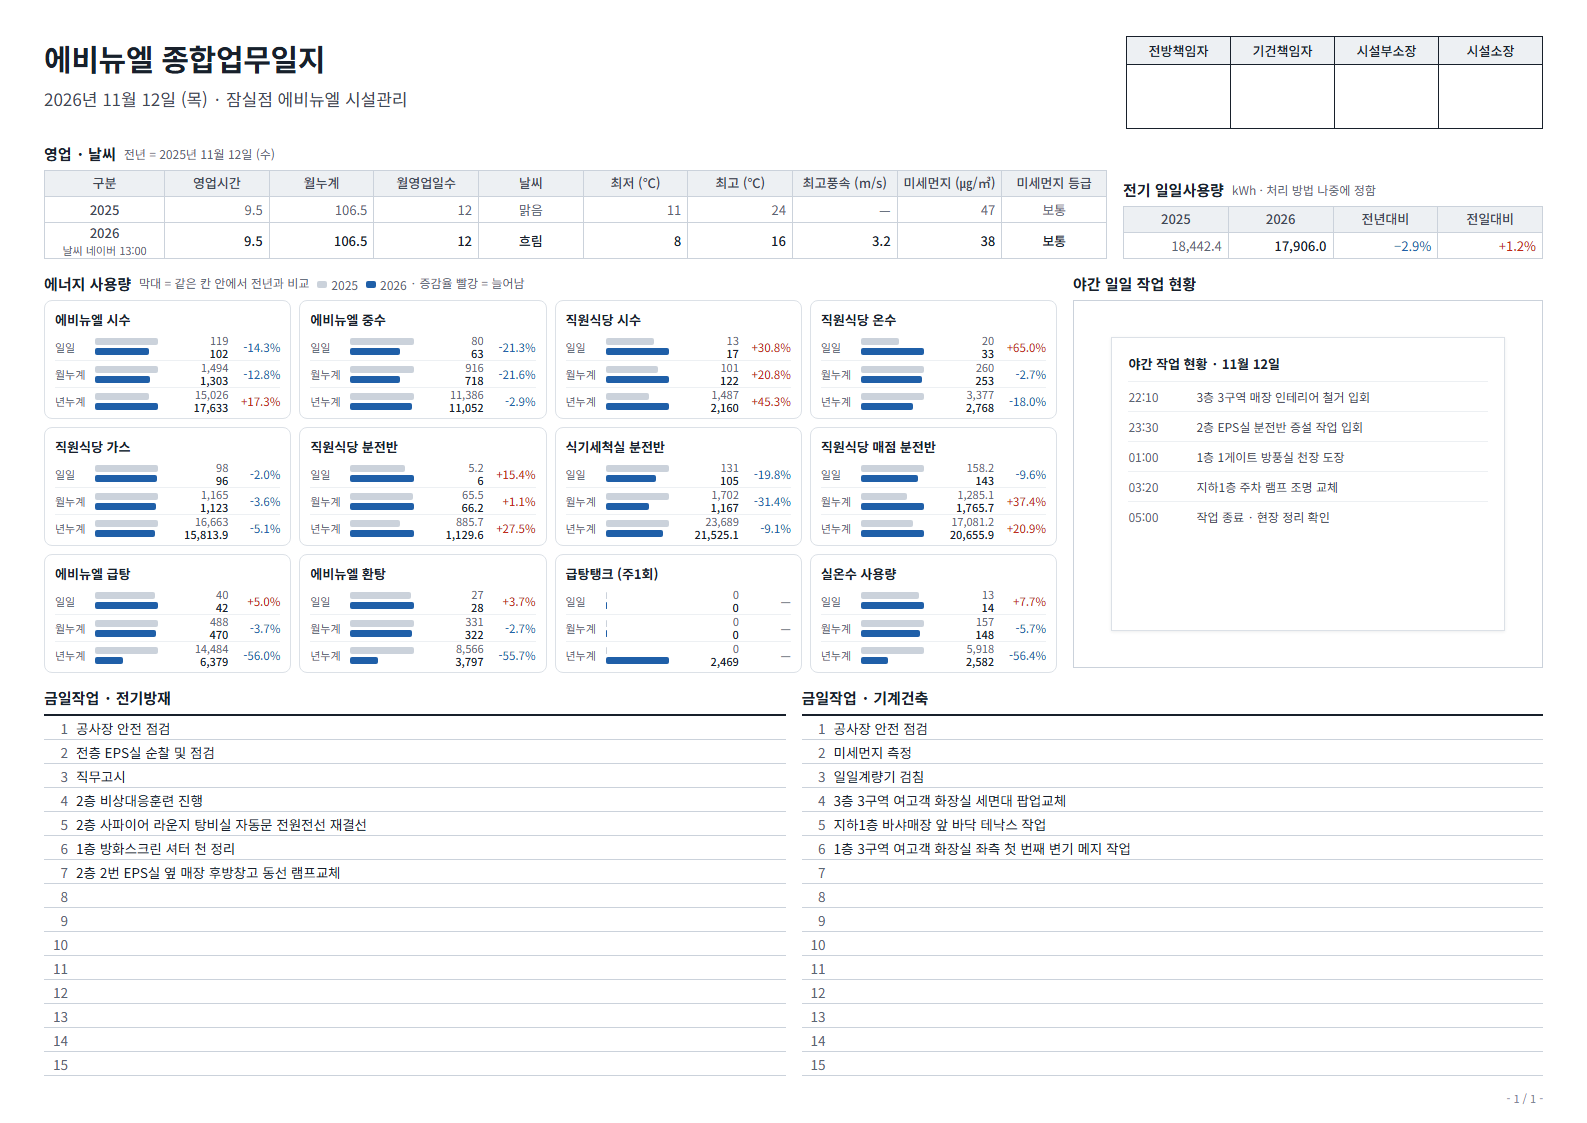 에비뉴엘 종합업무일지
2026년 11월 12일 (목) · 잠실점 에비뉴엘 시설관리
전방책임자 기건책임자 시설부소장 시설소장
영업 · 날씨 전년 = 2025년 11월 12일 (수)
구분 영업시간 월누계 월영업일수 날씨 최저 (℃) 최고 (℃) 최고풍속 (m/s) 미세먼지 (㎍/㎥) 미세먼지 등급
2025 9.5 106.5 12 맑음 11 24 — 47 보통
2026 9.5 106.5 12 흐림 8 16 3.2 38 보통
날씨 네이버 13:00
전기 일일사용량 kWh · 처리 방법 나중에 정함
2025 2026 전년대비 전일대비
18,442.4 17,906.0 −2.9% +1.2%
에너지 사용량 막대 = 같은 칸 안에서 전년과 비교 2025 2026 · 증감율 빨강 = 늘어남
에비뉴엘 시수
일일 119 102 -14.3%
월누계 1,494 1,303 -12.8%
년누계 15,026 17,633 +17.3%
에비뉴엘 중수
일일 80 63 -21.3%
월누계 916 718 -21.6%
년누계 11,386 11,052 -2.9%
직원식당 시수
일일 13 17 +30.8%
월누계 101 122 +20.8%
년누계 1,487 2,160 +45.3%
직원식당 온수
일일 20 33 +65.0%
월누계 260 253 -2.7%
년누계 3,377 2,768 -18.0%
직원식당 가스
일일 98 96 -2.0%
월누계 1,165 1,123 -3.6%
년누계 16,663 15,813.9 -5.1%
직원식당 분전반
일일 5.2 6 +15.4%
월누계 65.5 66.2 +1.1%
년누계 885.7 1,129.6 +27.5%
식기세척실 분전반
일일 131 105 -19.8%
월누계 1,702 1,167 -31.4%
년누계 23,689 21,525.1 -9.1%
직원식당 매점 분전반
일일 158.2 143 -9.6%
월누계 1,285.1 1,765.7 +37.4%
년누계 17,081.2 20,655.9 +20.9%
에비뉴엘 급탕
일일 40 42 +5.0%
월누계 488 470 -3.7%
년누계 14,484 6,379 -56.0%
에비뉴엘 환탕
일일 27 28 +3.7%
월누계 331 322 -2.7%
년누계 8,566 3,797 -55.7%
급탕탱크 (주1회)
일일 0 0 —
월누계 0 0 —
년누계 0 2,469 —
실온수 사용량
일일 13 14 +7.7%
월누계 157 148 -5.7%
년누계 5,918 2,582 -56.4%
야간 일일 작업 현황
야간 작업 현황 · 11월 12일
22:10 3층 3구역 매장 인테리어 철거 입회
23:30 2층 EPS실 분전반 증설 작업 입회
01:00 1층 1게이트 방풍실 천장 도장
03:20 지하1층 주차 램프 조명 교체
05:00 작업 종료 · 현장 정리 확인
금일작업 · 전기방재
1 공사장 안전 점검
2 전층 EPS실 순찰 및 점검
3 직무고시
4 2층 비상대응훈련 진행
5 2층 사파이어 라운지 탕비실 자동문 전원전선 재결선
6 1층 방화스크린 셔터 천 정리
7 2층 2번 EPS실 옆 매장 후방창고 동선 램프교체
8
9
10
11
12
13
14
15
금일작업 · 기계건축
1 공사장 안전 점검
2 미세먼지 측정
3 일일계량기 검침
4 3층 3구역 여고객 화장실 세면대 팝업교체
5 지하1층 바샤매장 앞 바닥 테낙스 작업
6 1층 3구역 여고객 화장실 좌측 첫 번째 변기 메지 작업
7
8
9
10
11
12
13
14
15
- 1 / 1 -